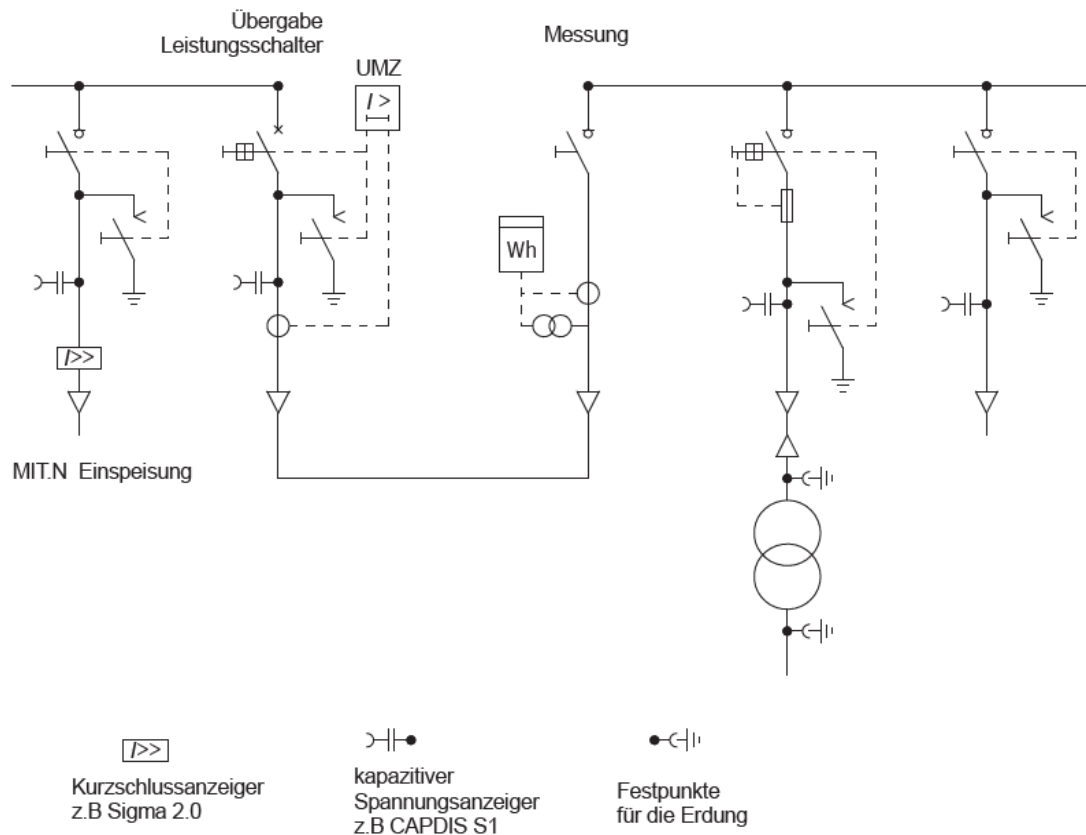 Übergabe
Leistungsschalter
Messung
UMZ
I >
Wh
I>>
MIT.N Einspeisung
I>>
Kurzschlussanzeiger
z.B Sigma 2.0
kapazitiver
Spannungsanzeiger
z.B CAPDIS S1
Festpunkte
für die Erdung